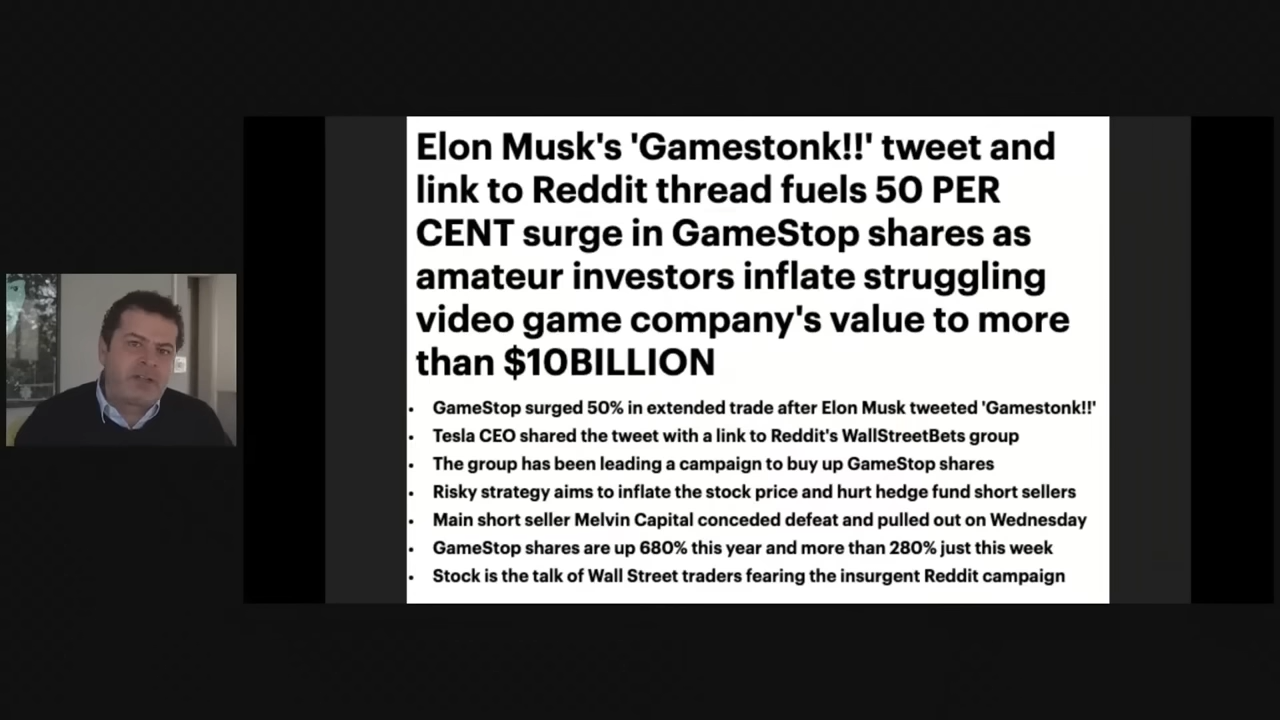 Elon Musk's 'Gamestonk!!' tweet and
link to Reddit thread fuels 50 PER
CENT surge in GameStop shares as
amateur investors inflate struggling
video game company's value to more
than $10BILLION
• GameStop surged 50% in extended trade after Elon Musk tweeted 'Gamestonk!!'
• Tesla CEO shared the tweet with a link to Reddit's WallStreetBets group
• The group has been leading a campaign to buy up GameStop shares
• Risky strategy aims to inflate the stock price and hurt hedge fund short sellers
• Main short seller Melvin Capital conceded defeat and pulled out on Wednesday
• GameStop shares are up 680% this year and more than 280% just this week
• Stock is the talk of Wall Street traders fearing the insurgent Reddit campaign